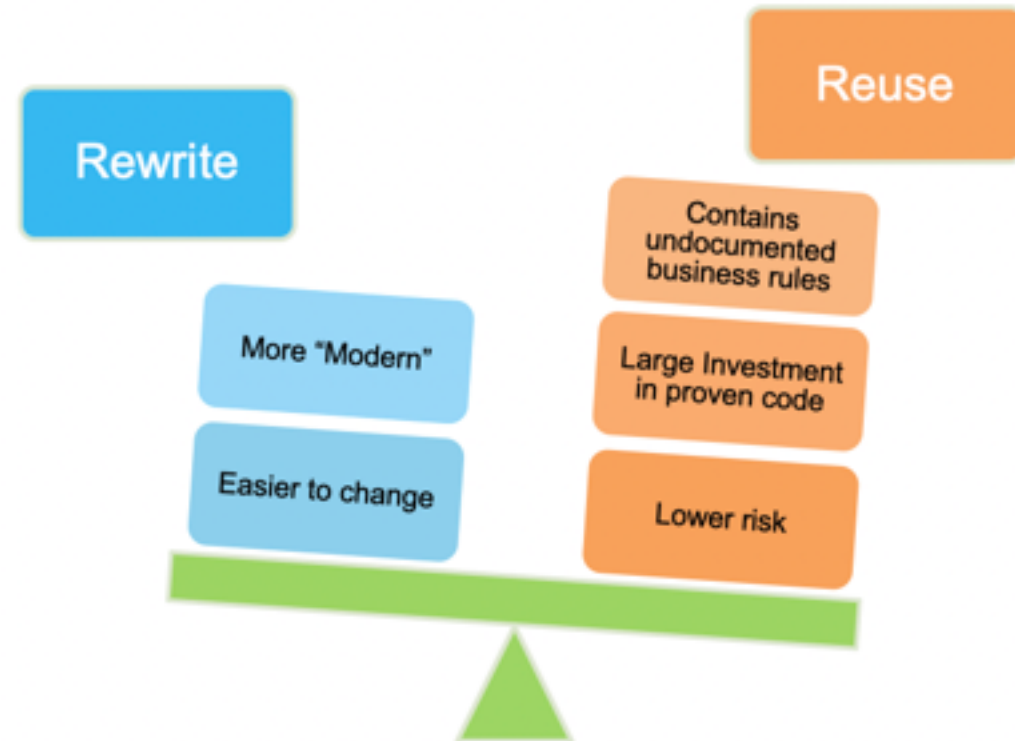 Rewrite
Reuse
More “Modern”
Easier to change
Contains
undocumented
business rules
Large Investment
in proven code
Lower risk